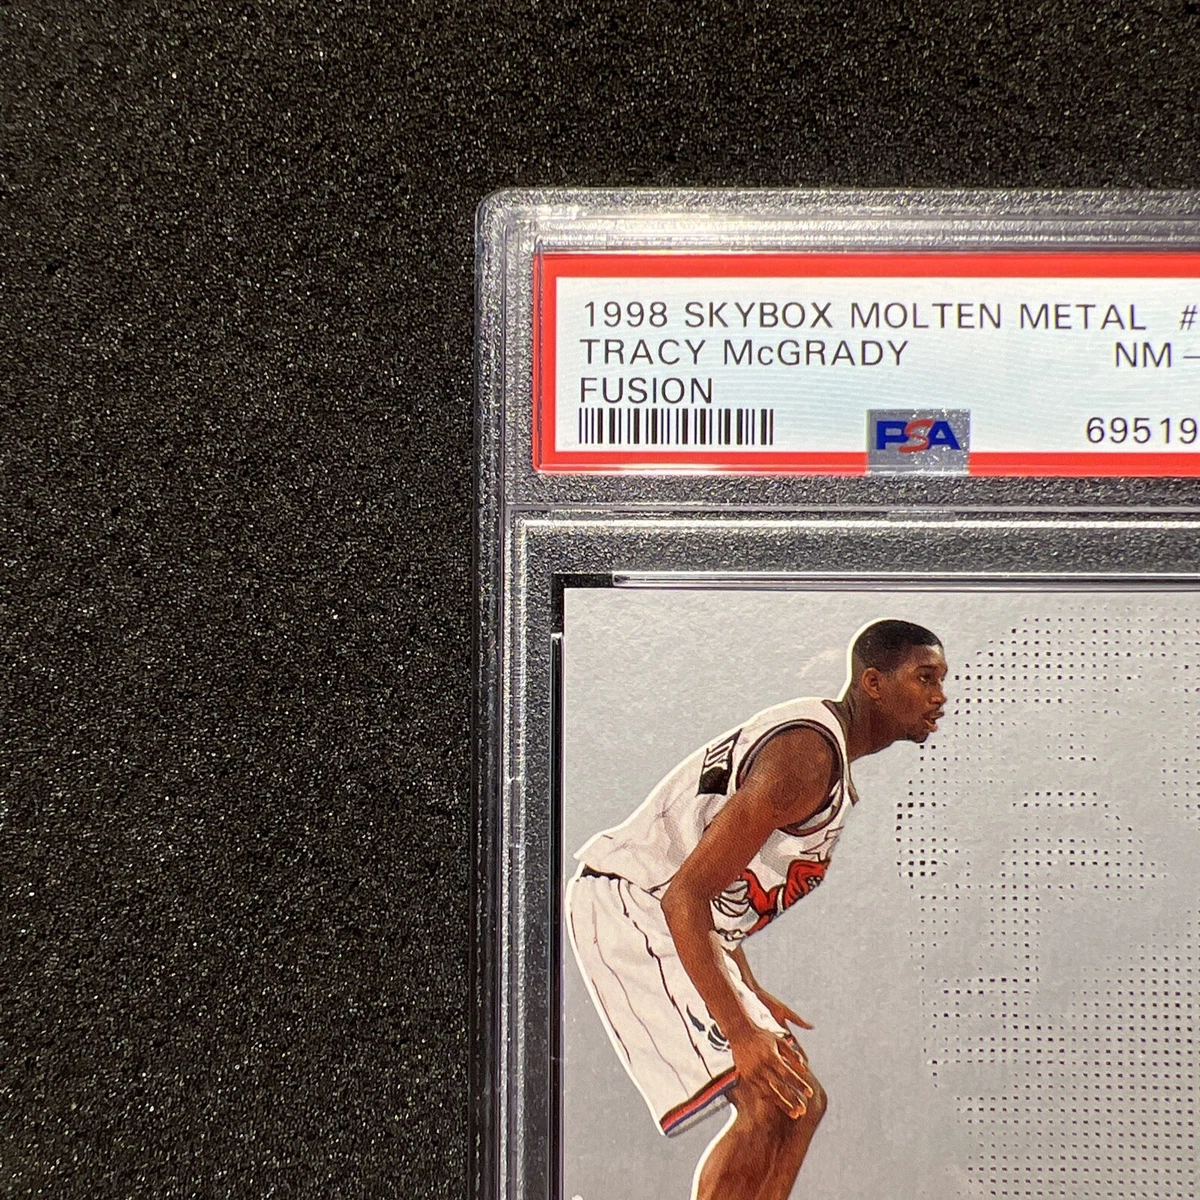 1998 SKYBOX MOLTEN METAL #
TRACY McGRADY NM -
FUSION
PSA 69519